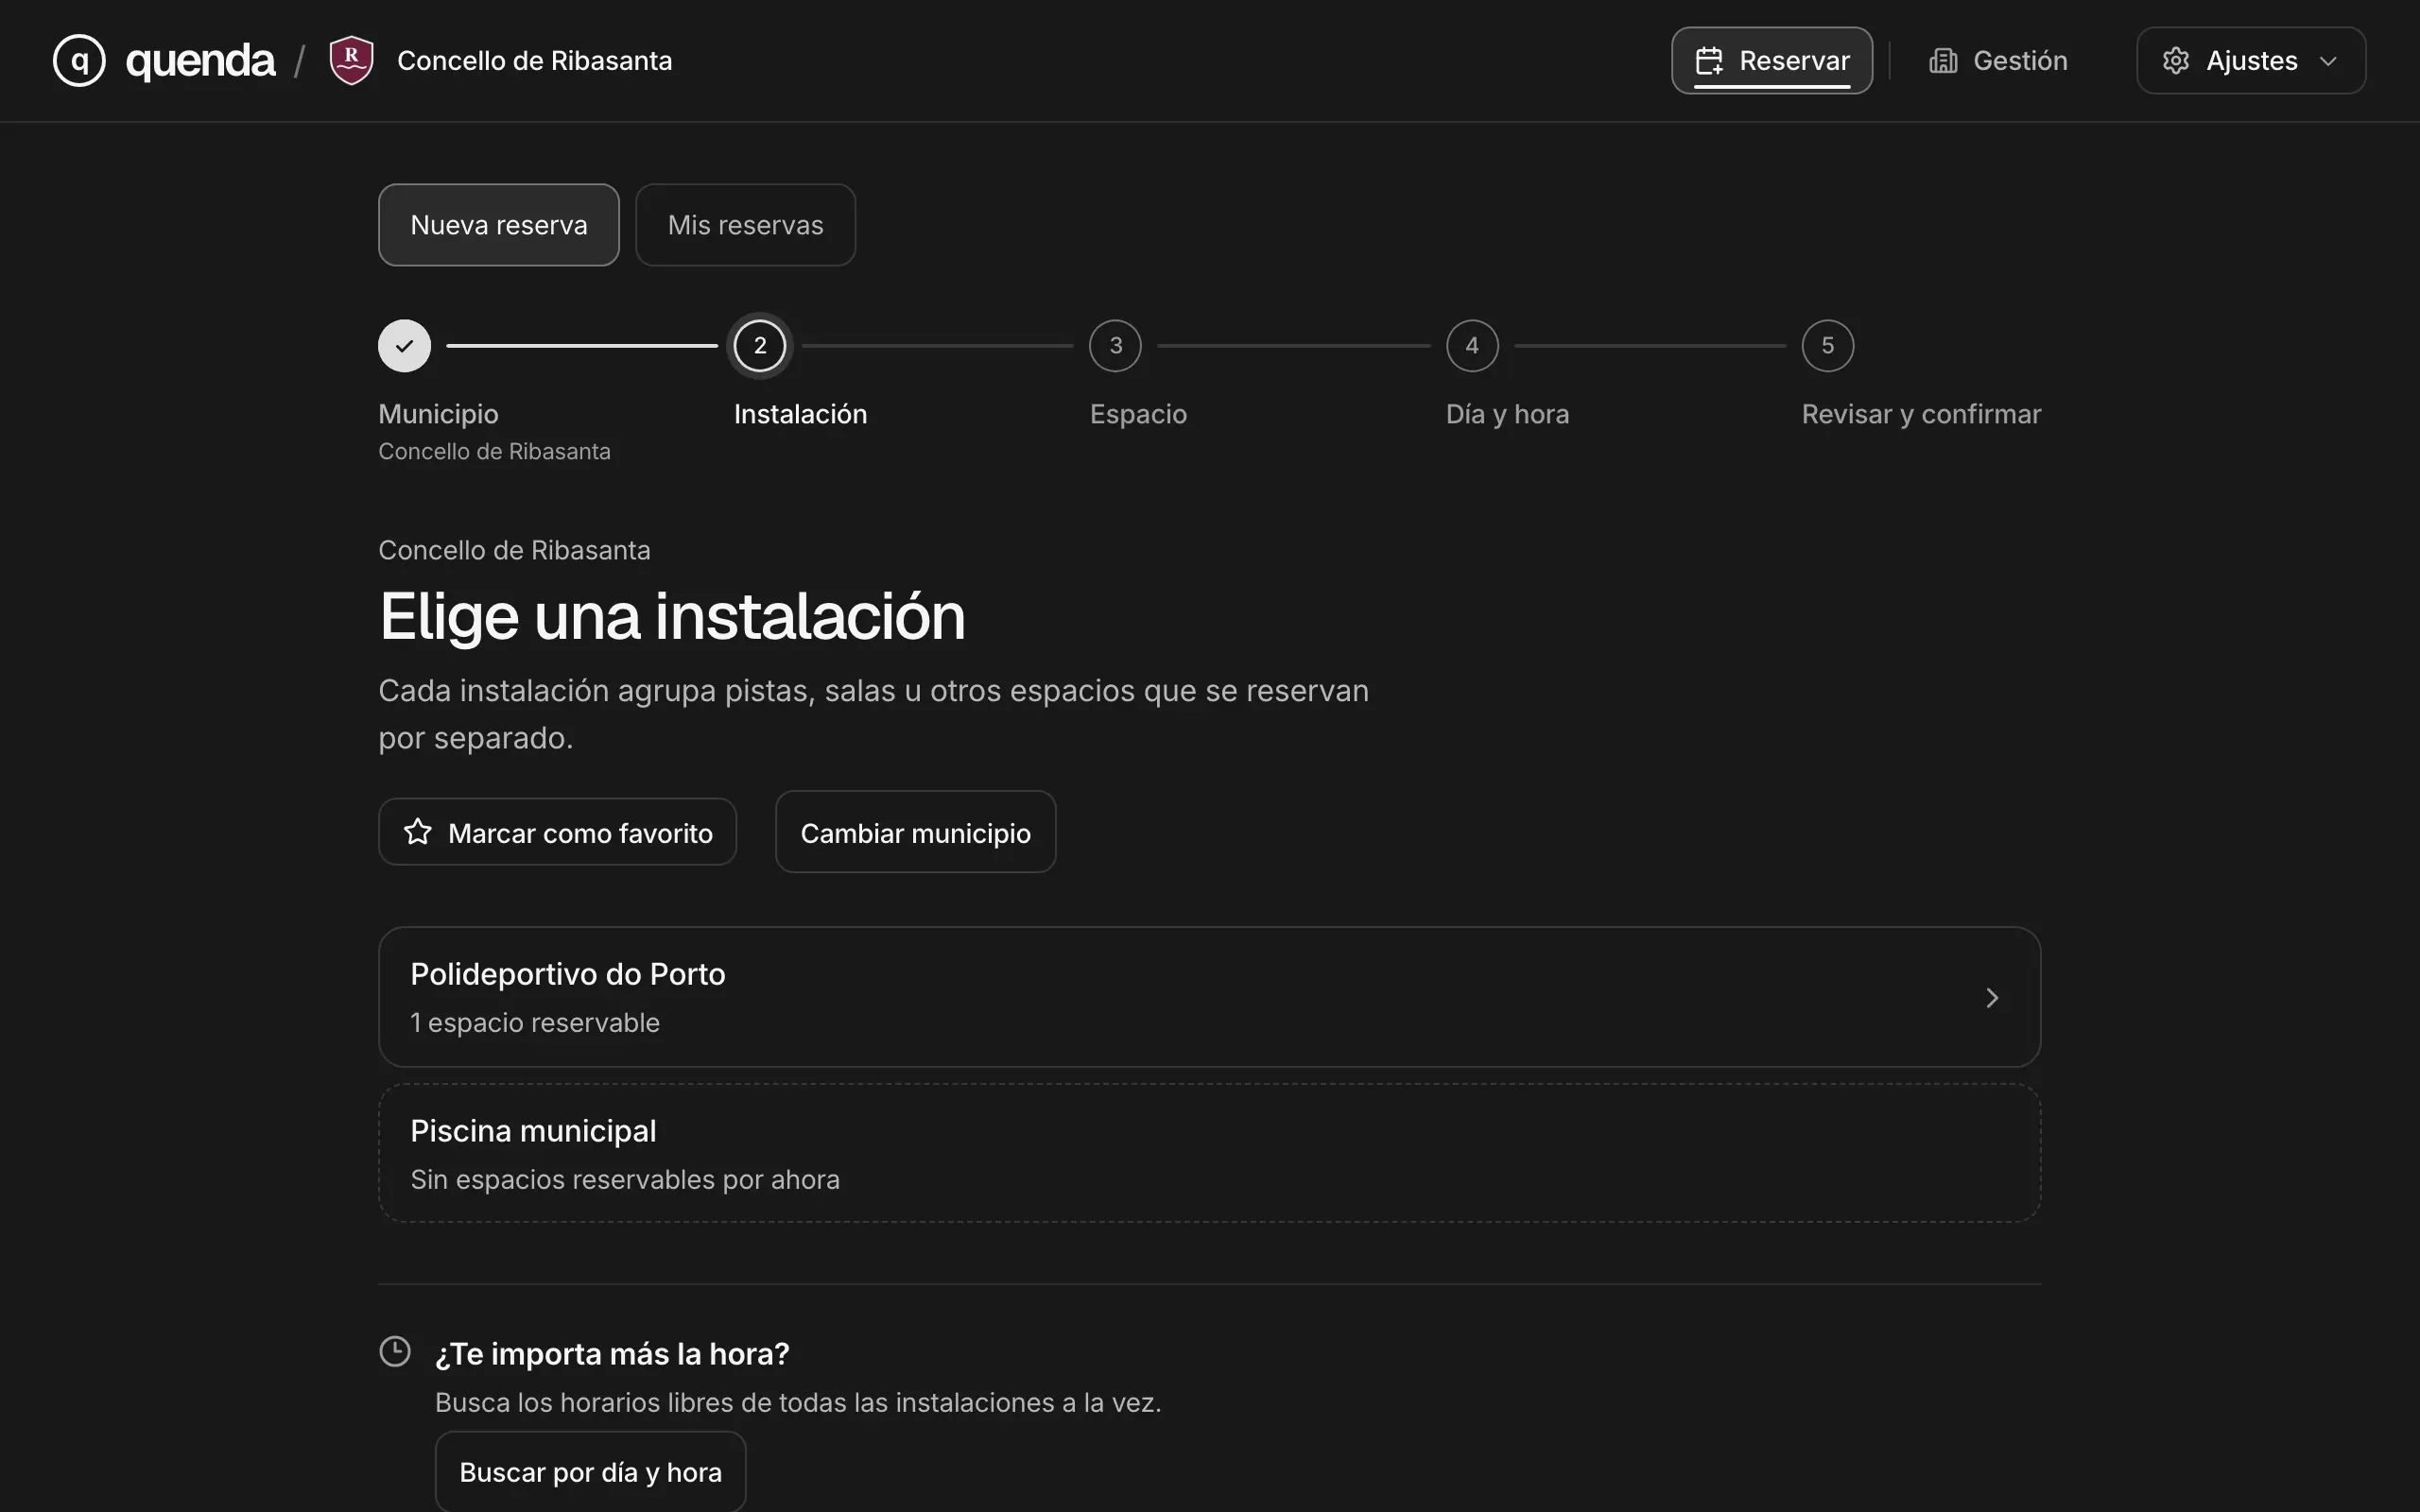 q quenda / R Concello de Ribasanta
Reservar
Gestión
Ajustes
Nueva reserva
Mis reservas
2
3
4
5
Municipio
Concello de Ribasanta
Instalación
Espacio
Día y hora
Revisar y confirmar
Concello de Ribasanta
Elige una instalación
Cada instalación agrupa pistas, salas u otros espacios que se reservan
por separado.
Marcar como favorito
Cambiar municipio
Polideportivo do Porto
1 espacio reservable
Piscina municipal
Sin espacios reservables por ahora
¿Te importa más la hora?
Busca los horarios libres de todas las instalaciones a la vez.
Buscar por día y hora